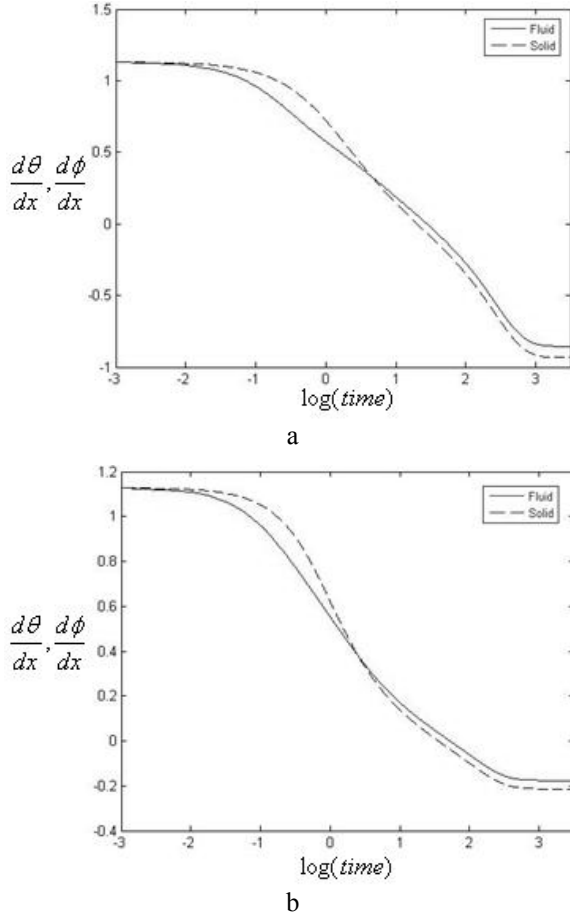 1.5
Fluid
Solid
1
0.5
dθ/dx, dϕ/dx
0
-0.5
-1
-3 -2 -1 0 1 2 3
log(time)
a
1.2
Fluid
Solid
1
0.8
0.6
dθ/dx, dϕ/dx
0.4
0.2
0
-0.2
-0.4
-3 -2 -1 0 1 2 3
log(time)
b